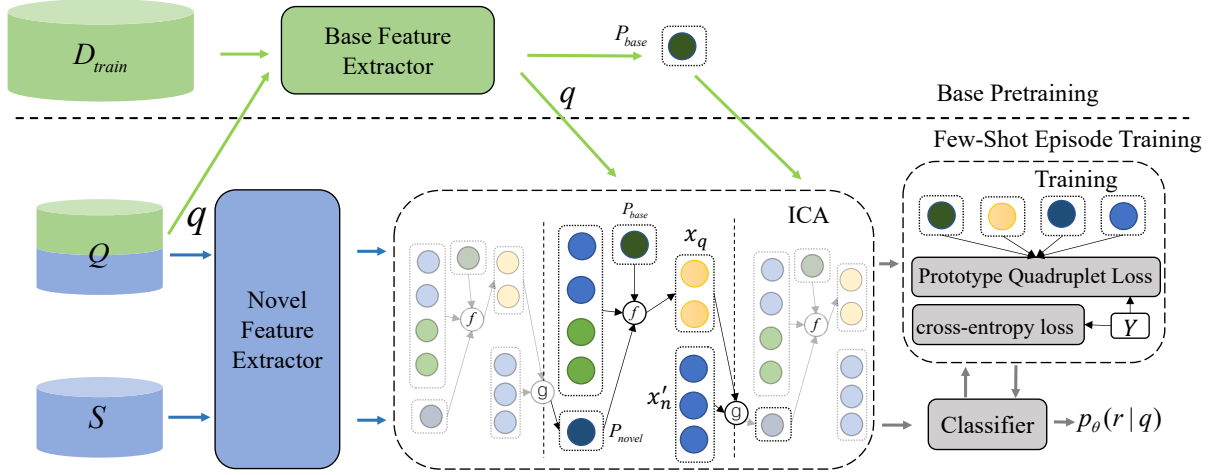 D_train
Base Feature
Extractor
P_base
q
Base Pretraining
Few-Shot Episode Training
Training
q
Q
Novel
Feature
Extractor
S
ICA
P_base
x_q
f
f
f
g
g
x'_n
P_novel
Prototype Quadruplet Loss
cross-entropy loss
Y
Classifier
p_θ(r | q)